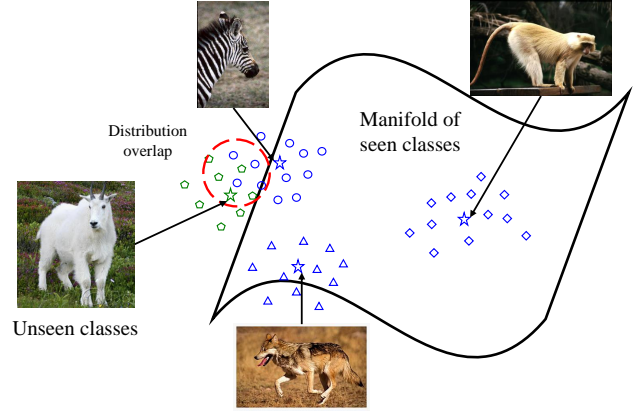 Manifold of
seen classes
Distribution
overlap
Unseen classes